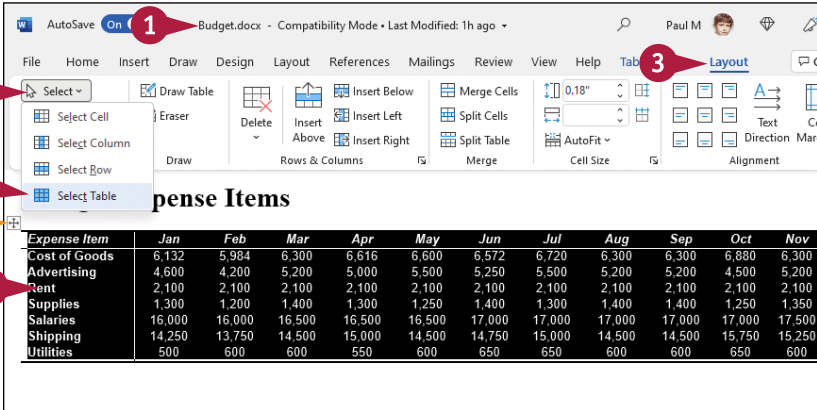 AutoSave On 1 Budget.docx - Compatibility Mode • Last Modified: 1h ago Paul M
File Home Insert Draw Design Layout References Mailings Review View Help Tab 3 Layout
Select Draw Table Insert Below Merge Cells 0.18"
Select Cell Eraser Delete Insert Above Insert Left Split Cells Text Direction
Select Column Insert Right Split Table AutoFit
Select Row Draw Rows & Columns Merge Cell Size Alignment
Select Table
pense Items
Expense Item Jan Feb Mar Apr May Jun Jul Aug Sep Oct Nov
Cost of Goods 6,132 5,984 6,300 6,616 6,600 6,572 6,720 6,300 6,300 6,880 6,300
Advertising 4,600 4,200 5,200 5,000 5,500 5,250 5,500 5,200 5,200 4,500 5,200
Rent 2,100 2,100 2,100 2,100 2,100 2,100 2,100 2,100 2,100 2,100 2,100
Supplies 1,300 1,200 1,400 1,300 1,250 1,400 1,300 1,400 1,400 1,250 1,350
Salaries 16,000 16,000 16,500 16,500 16,500 17,000 17,000 17,000 17,000 17,000 17,500
Shipping 14,250 13,750 14,500 15,000 14,500 14,750 15,000 14,500 14,500 15,750 15,250
Utilities 500 600 600 550 600 650 650 600 600 650 600